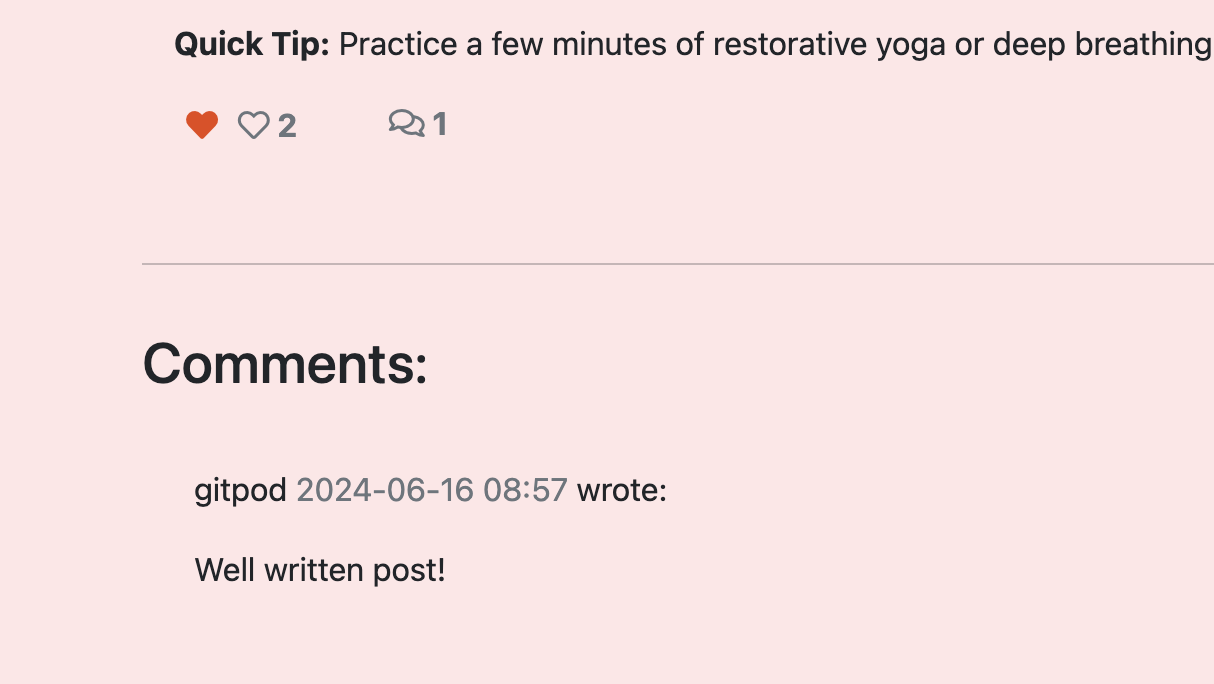 Quick Tip: Practice a few minutes of restorative yoga or deep breathing
2 1
Comments:
gitpod 2024-06-16 08:57 wrote:
Well written post!